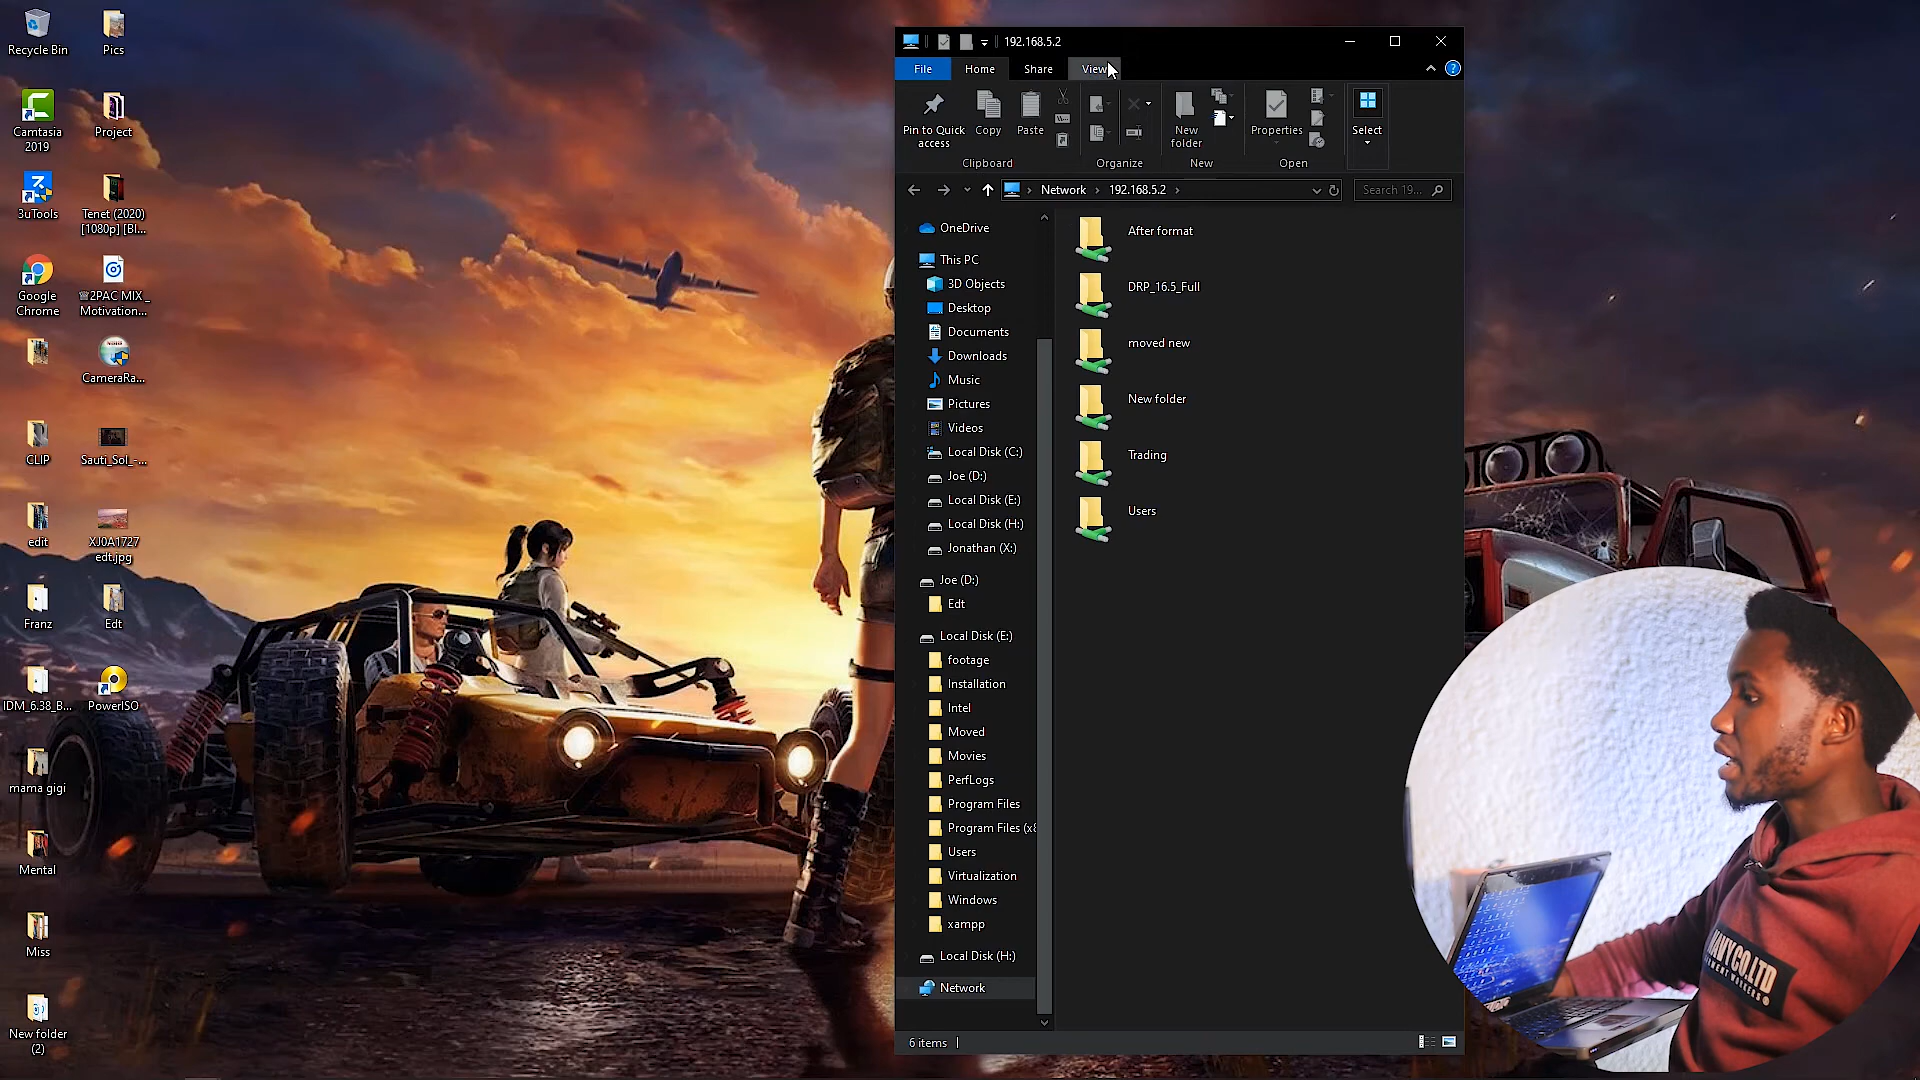 Recycle Bin
Pics
Camtasia
2019
Project
3uTools
Tenet (2020)
[1080p] [Bl...
Google
Chrome
♕2PAC MIX _
Motivation...
CameraRa...
CLIP
Sauti_Sol_-...
edit
XJ0A1727
edt.jpg
Franz
Edt
IDM_6.38_B...
PowerISO
mama gigi
Mental
Miss
New folder
(2)
192.168.5.2
File
Home
Share
View
Pin to Quick
access
Copy
Paste
New
folder
Properties
Select
Clipboard
Organize
New
Open
Network
192.168.5.2
Search 19...
OneDrive
This PC
3D Objects
Desktop
Documents
Downloads
Music
Pictures
Videos
Local Disk (C:)
Joe (D:)
Local Disk (E:)
Local Disk (H:)
Jonathan (X:)
Joe (D:)
Edt
Local Disk (E:)
footage
Installation
Intel
Moved
Movies
PerfLogs
Program Files
Program Files (x8
Users
Virtualization
Windows
xampp
Local Disk (H:)
Network
After format
DRP_16.5_Full
moved new
New folder
Trading
Users
6 items